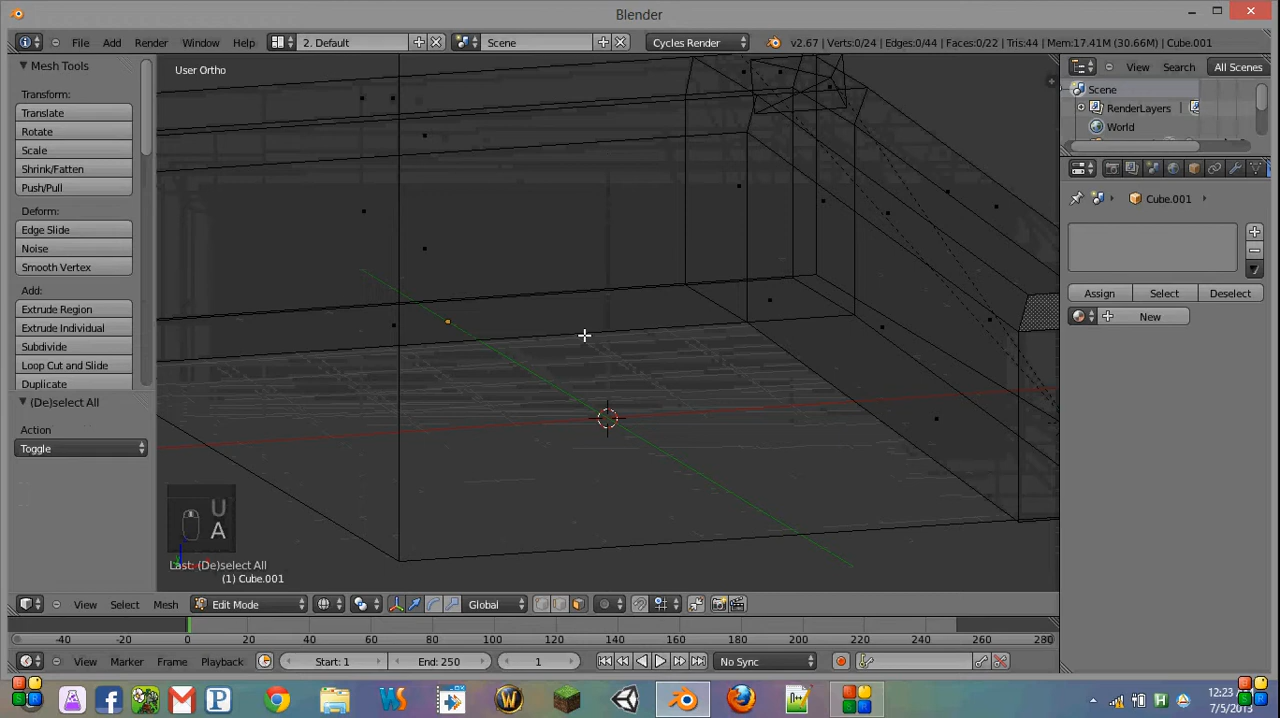 Blender
File Add Render Window Help 2. Default Scene Cycles Render v2.67 | Verts:0/24 | Edges:0/44 | Faces:0/22 | Tris:44 | Mem:17.41M (30.66M) | Cube.001
Mesh Tools
Transform:
Translate
Rotate
Scale
Shrink/Fatten
Push/Pull
Deform:
Edge Slide
Noise
Smooth Vertex
Add:
Extrude Region
Extrude Individual
Subdivide
Loop Cut and Slide
Duplicate
(De)select All
Action
Toggle
User Ortho
U
A
Last: (De)select All
(1) Cube.001
View Search All Scenes
Scene
RenderLayers
World
Cube.001
Assign Select Deselect
New
View Select Mesh Edit Mode Global
-40 -20 0 20 40 60 80 100 120 140 160 180 200 220 240 260 280
View Marker Frame Playback Start: 1 End: 250 1 No Sync
12:23
7/5/2013